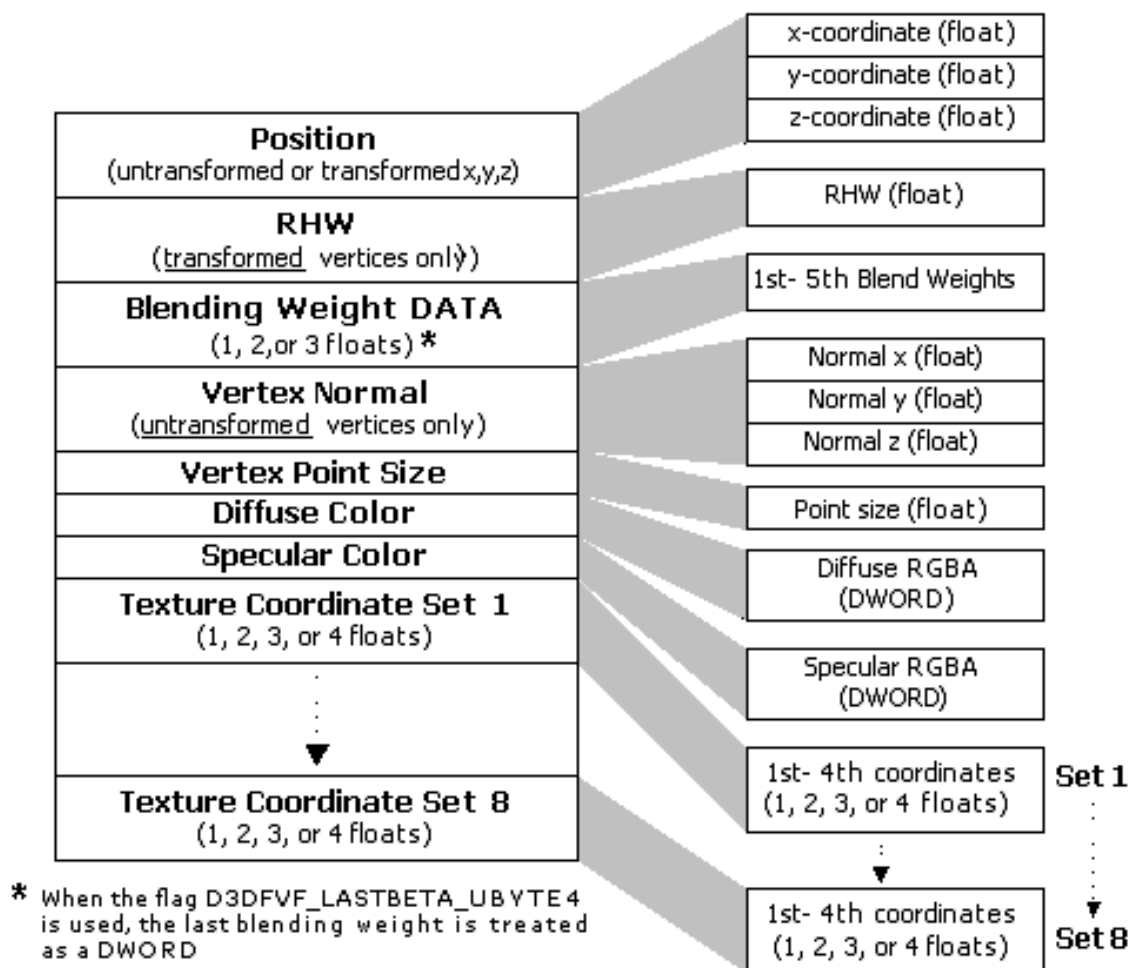 Position
(untransformed or transformed x,y,z)
RHW
(transformed vertices only)
Blending Weight DATA
(1, 2,or 3 floats) *
Vertex Normal
(untransformed vertices only)
Vertex Point Size
Diffuse Color
Specular Color
Texture Coordinate Set 1
(1, 2, 3, or 4 floats)
Texture Coordinate Set 8
(1, 2, 3, or 4 floats)
* When the flag D3DFVF_LASTBETA_UBYTE4
is used, the last blending weight is treated
as a DWORD
x-coordinate (float)
y-coordinate (float)
z-coordinate (float)
RHW (float)
1st- 5th Blend Weights
Normal x (float)
Normal y (float)
Normal z (float)
Point size (float)
Diffuse RGBA
(DWORD)
Specular RGBA
(DWORD)
1st- 4th coordinates
(1, 2, 3, or 4 floats)
Set 1
1st- 4th coordinates
(1, 2, 3, or 4 floats)
Set 8